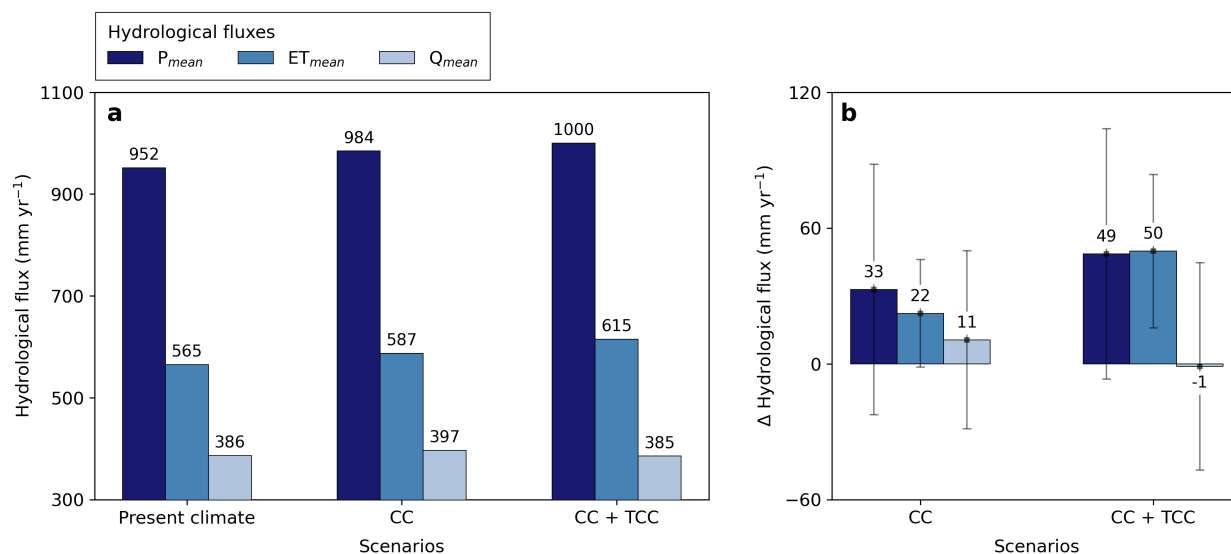 Hydrological fluxes
P_mean ET_mean Q_mean
a
Hydrological flux (mm yr⁻¹)
1100
900
700
500
300
952
565
386
984
587
397
1000
615
385
Present climate CC CC + TCC
Scenarios
b
Δ Hydrological flux (mm yr⁻¹)
120
60
0
−60
33
22
11
49
50
-1
CC CC + TCC
Scenarios